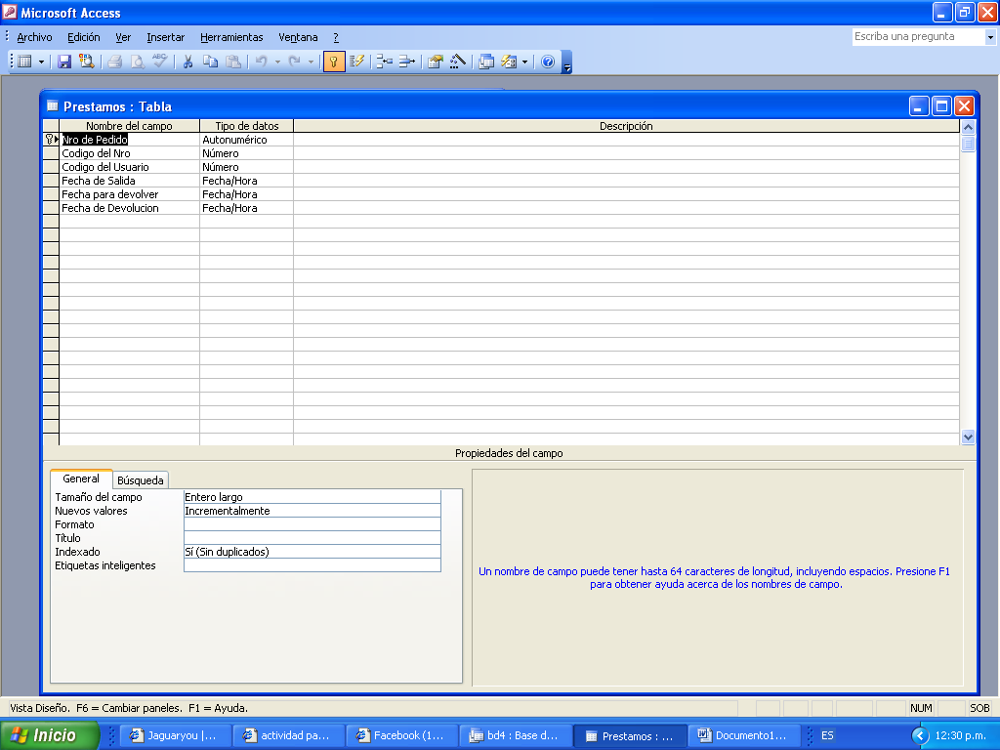 Microsoft Access
Archivo Edición Ver Insertar Herramientas Ventana ?
Escriba una pregunta
Prestamos : Tabla
Nombre del campo Tipo de datos Descripción
Nro de Pedido Autonumérico
Codigo del Nro Número
Codigo del Usuario Número
Fecha de Salida Fecha/Hora
Fecha para devolver Fecha/Hora
Fecha de Devolucion Fecha/Hora
Propiedades del campo
General Búsqueda
Tamaño del campo Entero largo
Nuevos valores Incrementalmente
Formato
Título
Indexado Sí (Sin duplicados)
Etiquetas inteligentes
Un nombre de campo puede tener hasta 64 caracteres de longitud, incluyendo espacios. Presione F1
para obtener ayuda acerca de los nombres de campo.
Vista Diseño. F6 = Cambiar paneles. F1 = Ayuda. NUM SOB
Inicio Jaguaryou |... actividad pa... Facebook (1... bd4 : Base d... Prestamos : ... Documento1... ES 12:30 p.m.